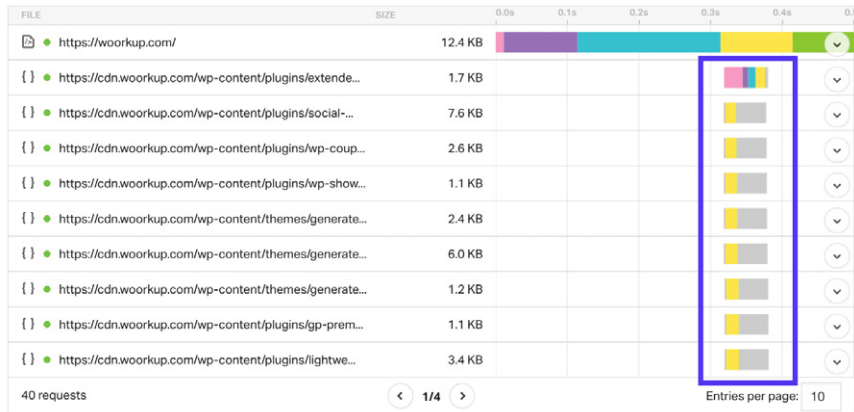 FILE SIZE 0.0s 0.1s 0.2s 0.3s 0.4s
https://woorkup.com/ 12.4 KB
{ } https://cdn.woorkup.com/wp-content/plugins/extende... 1.7 KB
{ } https://cdn.woorkup.com/wp-content/plugins/social-... 7.6 KB
{ } https://cdn.woorkup.com/wp-content/plugins/wp-coup... 2.6 KB
{ } https://cdn.woorkup.com/wp-content/plugins/wp-show... 1.1 KB
{ } https://cdn.woorkup.com/wp-content/themes/generate... 2.4 KB
{ } https://cdn.woorkup.com/wp-content/themes/generate... 6.0 KB
{ } https://cdn.woorkup.com/wp-content/themes/generate... 1.2 KB
{ } https://cdn.woorkup.com/wp-content/plugins/gp-prem... 1.1 KB
{ } https://cdn.woorkup.com/wp-content/plugins/lightwe... 3.4 KB
40 requests 1/4 Entries per page: 10